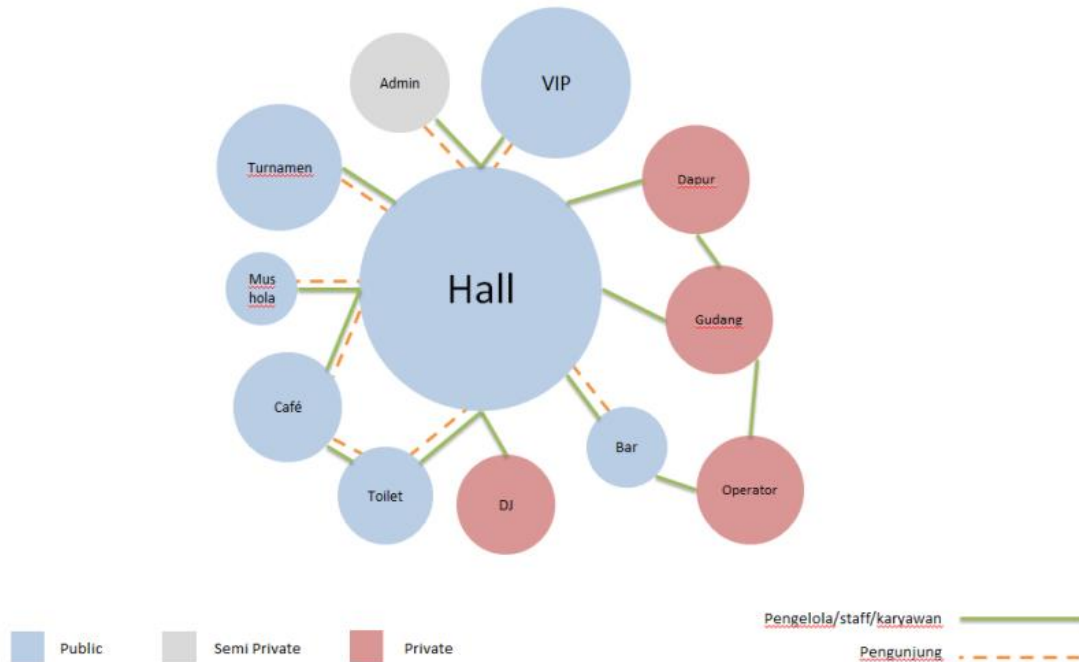 Admin
VIP
Turnamen
Dapur
Mus
hola
Hall
Gudang
Café
Bar
Toilet
DJ
Operator
Public
Semi Private
Private
Pengelola/staff/karyawan
Pengunjung